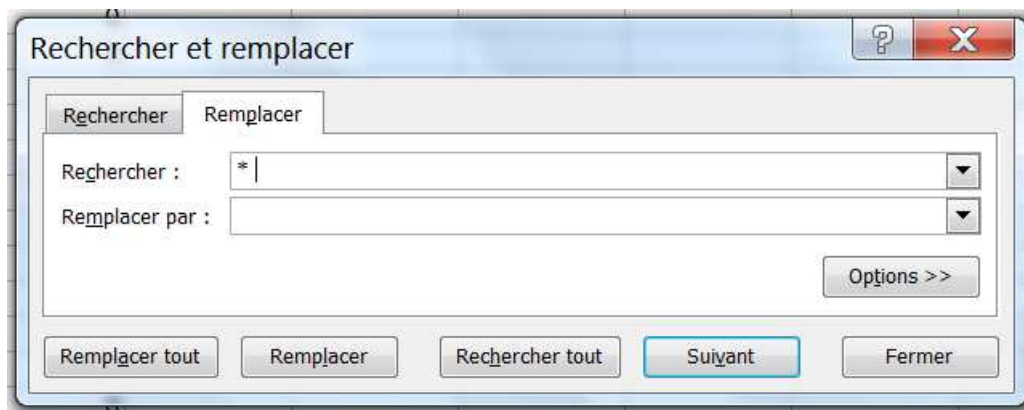 Rechercher et remplacer
Rechercher Remplacer
Rechercher : *
Remplacer par :
Options >>
Remplacer tout Remplacer Rechercher tout Suivant Fermer